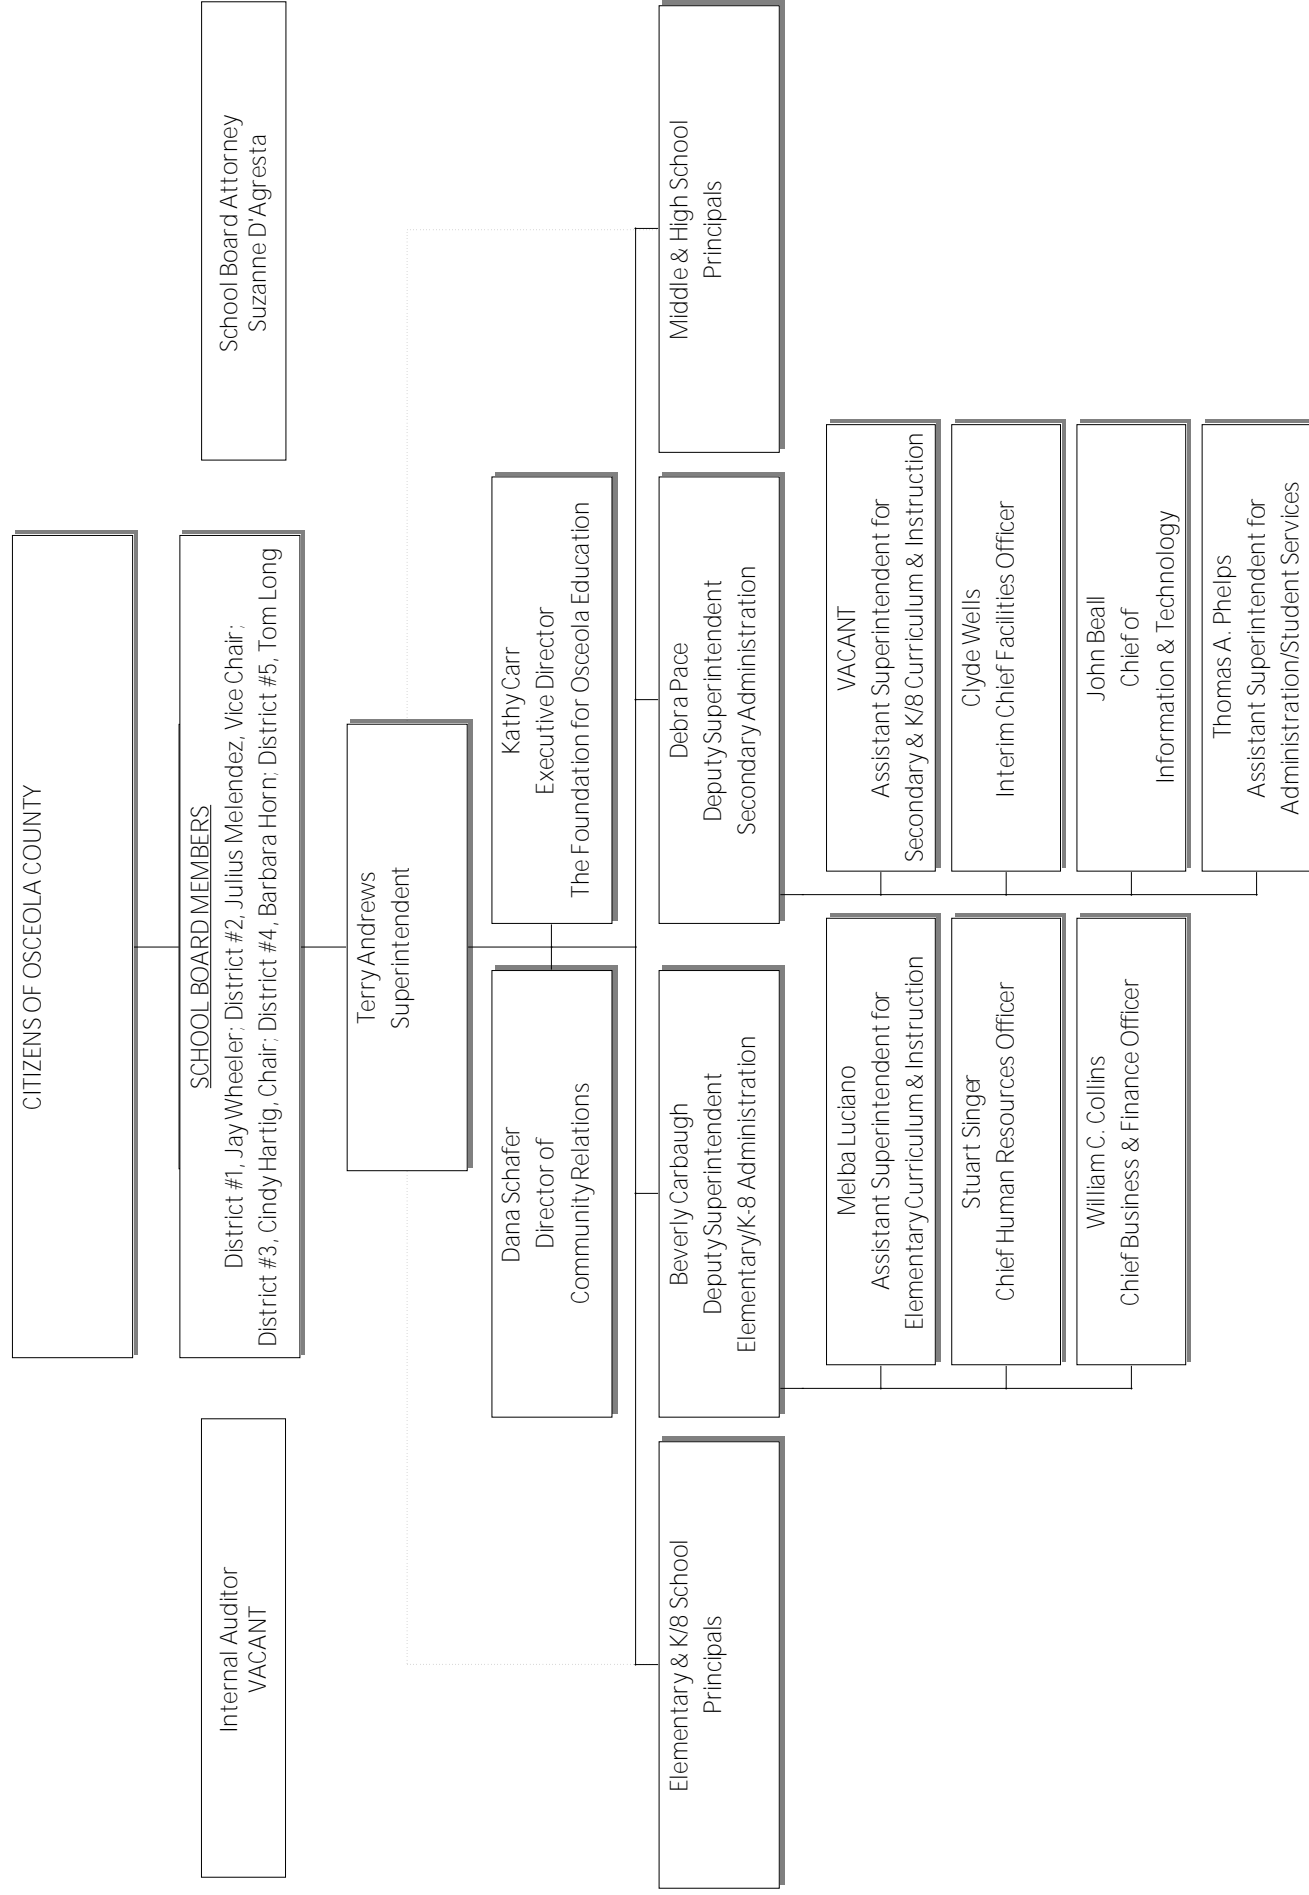 CITIZENS OF OSCEOLA COUNTY
Internal Auditor
VACANT
SCHOOL BOARD MEMBERS
District #1, Jay Wheeler; District #2, Julius Melendez, Vice Chair;
District #3, Cindy Hartig, Chair; District #4, Barbara Horn; District #5, Tom Long
School Board Attorney
Suzanne D'Agresta
Terry Andrews
Superintendent
Dana Schafer
Director of
Community Relations
Kathy Carr
Executive Director
The Foundation for Osceola Education
Elementary & K/8 School
Principals
Beverly Carbaugh
Deputy Superintendent
Elementary/K-8 Administration
Debra Pace
Deputy Superintendent
Secondary Administration
Middle & High School
Principals
Melba Luciano
Assistant Superintendent for
Elementary Curriculum & Instruction
Stuart Singer
Chief Human Resources Officer
William C. Collins
Chief Business & Finance Officer
VACANT
Assistant Superintendent for
Secondary & K/8 Curriculum & Instruction
Clyde Wells
Interim Chief Facilities Officer
John Beall
Chief of
Information & Technology
Thomas A. Phelps
Assistant Superintendent for
Administration/Student Services